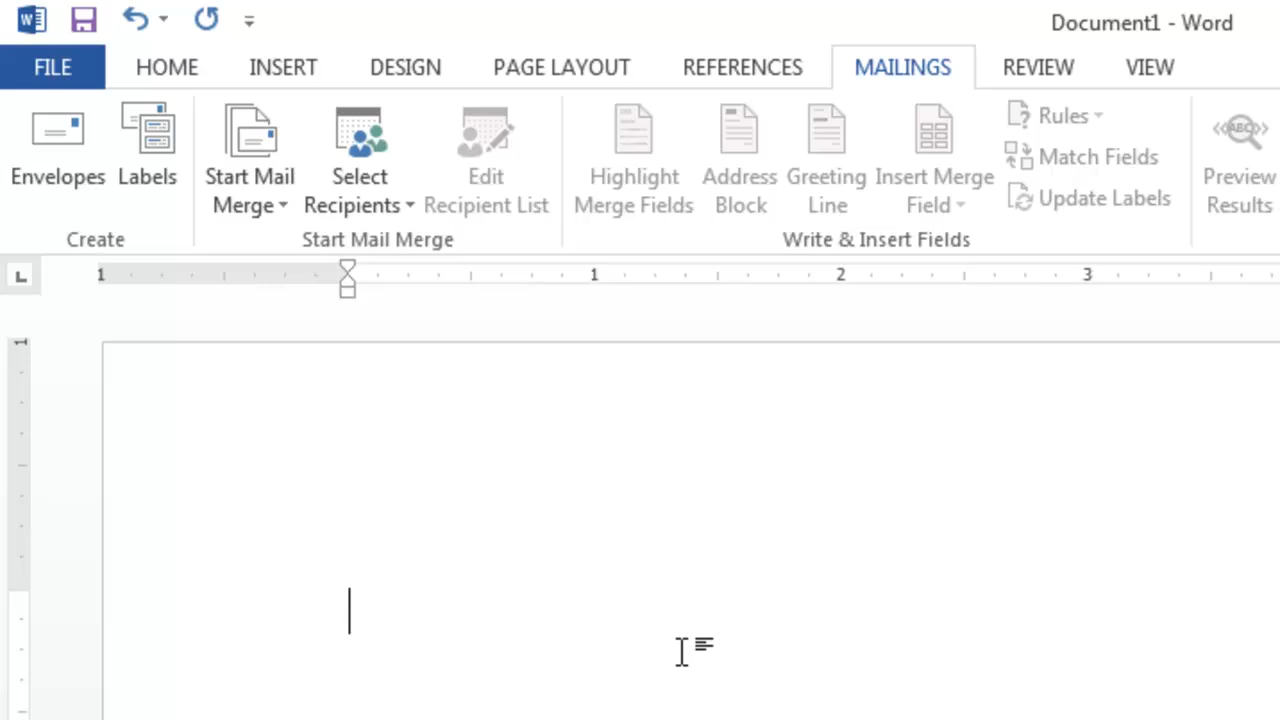 Document1 - Word
FILE HOME INSERT DESIGN PAGE LAYOUT REFERENCES MAILINGS REVIEW VIEW
Envelopes
Labels
Start Mail
Merge
Select
Recipients
Edit
Recipient List
Highlight
Merge Fields
Address
Block
Greeting
Line
Insert Merge
Field
Rules
Match Fields
Update Labels
ABC
Preview
Results
Create
Start Mail Merge
Write & Insert Fields
L
1 1 2 3
1